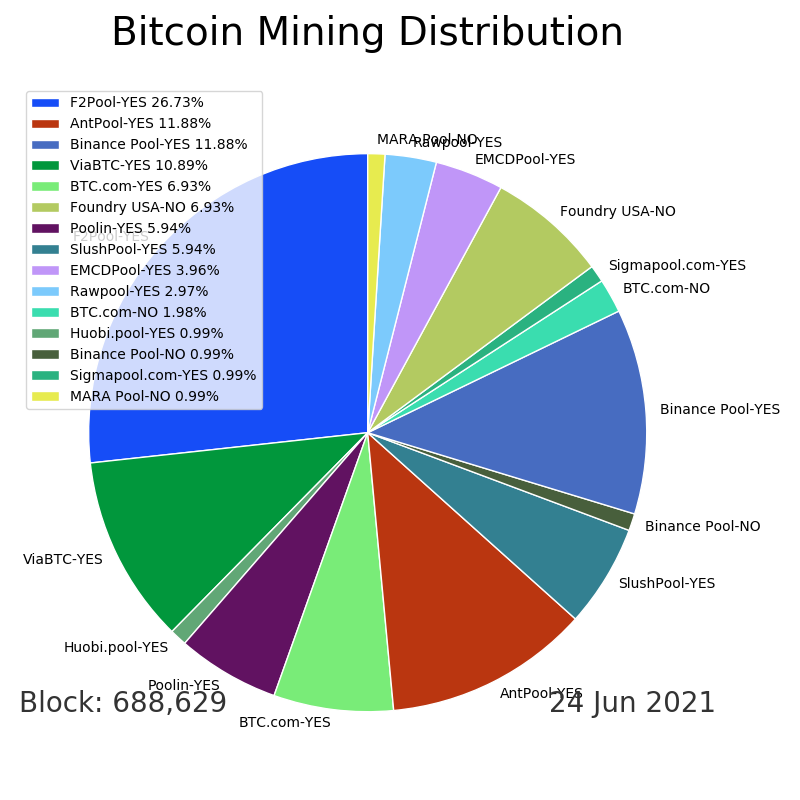 Bitcoin Mining Distribution
F2Pool-YES 26.73%
AntPool-YES 11.88%
Binance Pool-YES 11.88%
ViaBTC-YES 10.89%
BTC.com-YES 6.93%
Foundry USA-NO 6.93%
Poolin-YES 5.94%
SlushPool-YES 5.94%
EMCDPool-YES 3.96%
Rawpool-YES 2.97%
BTC.com-NO 1.98%
Huobi.pool-YES 0.99%
Binance Pool-NO 0.99%
Sigmapool.com-YES 0.99%
MARA Pool-NO 0.99%
MARA Pool-NO
Rawpool-YES
EMCDPool-YES
Foundry USA-NO
F2Pool-YES
Sigmapool.com-YES
BTC.com-NO
Binance Pool-YES
Binance Pool-NO
ViaBTC-YES
SlushPool-YES
Huobi.pool-YES
Poolin-YES
AntPool-YES
Block: 688,629
24 Jun 2021
BTC.com-YES